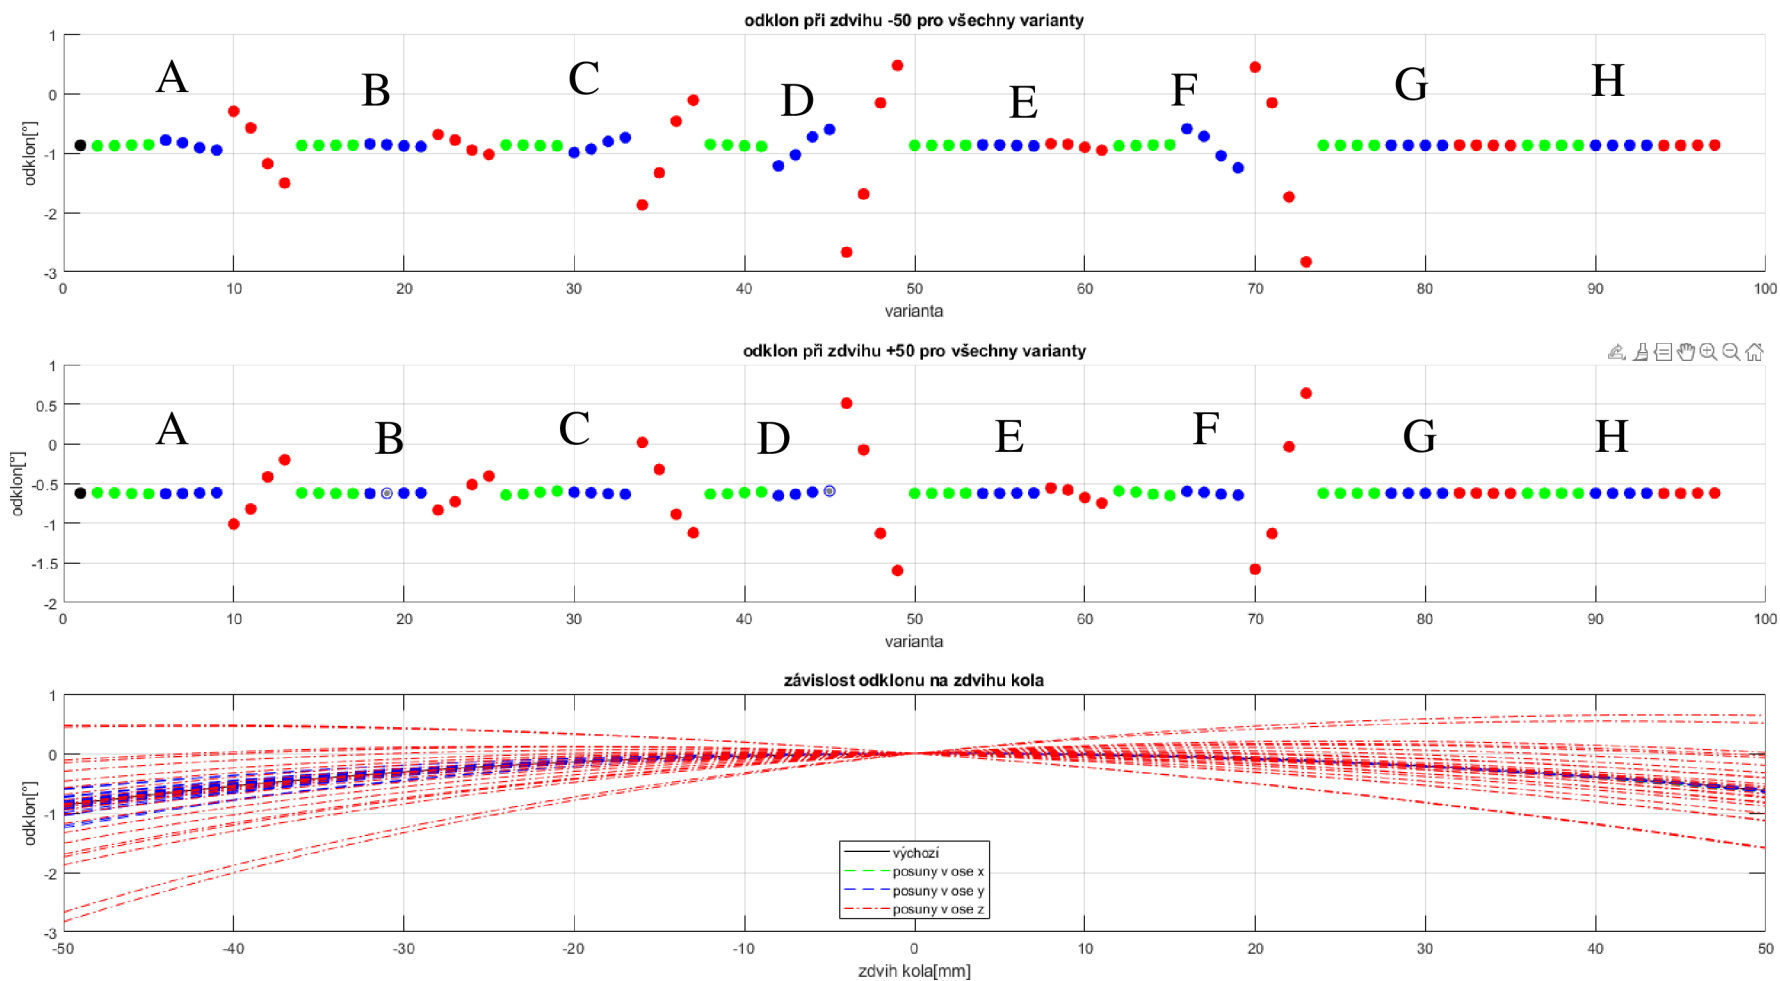 odklon při zdvihu -50 pro všechny varianty
1
0
-1
-2
-3
odklon[°]
A
B
C
D
E
F
G
H
0
10
20
30
40
50
60
70
80
90
100
varianta
odklon při zdvihu +50 pro všechny varianty
1
0.5
0
-0.5
-1
-1.5
-2
odklon[°]
A
B
C
D
E
F
G
H
0
10
20
30
40
50
60
70
80
90
100
varianta
závislost odklonu na zdvihu kola
1
0
-1
-2
-3
odklon[°]
výchozí
posuny v ose x
posuny v ose y
posuny v ose z
-50
-40
-30
-20
-10
0
10
20
30
40
50
zdvih kola[mm]